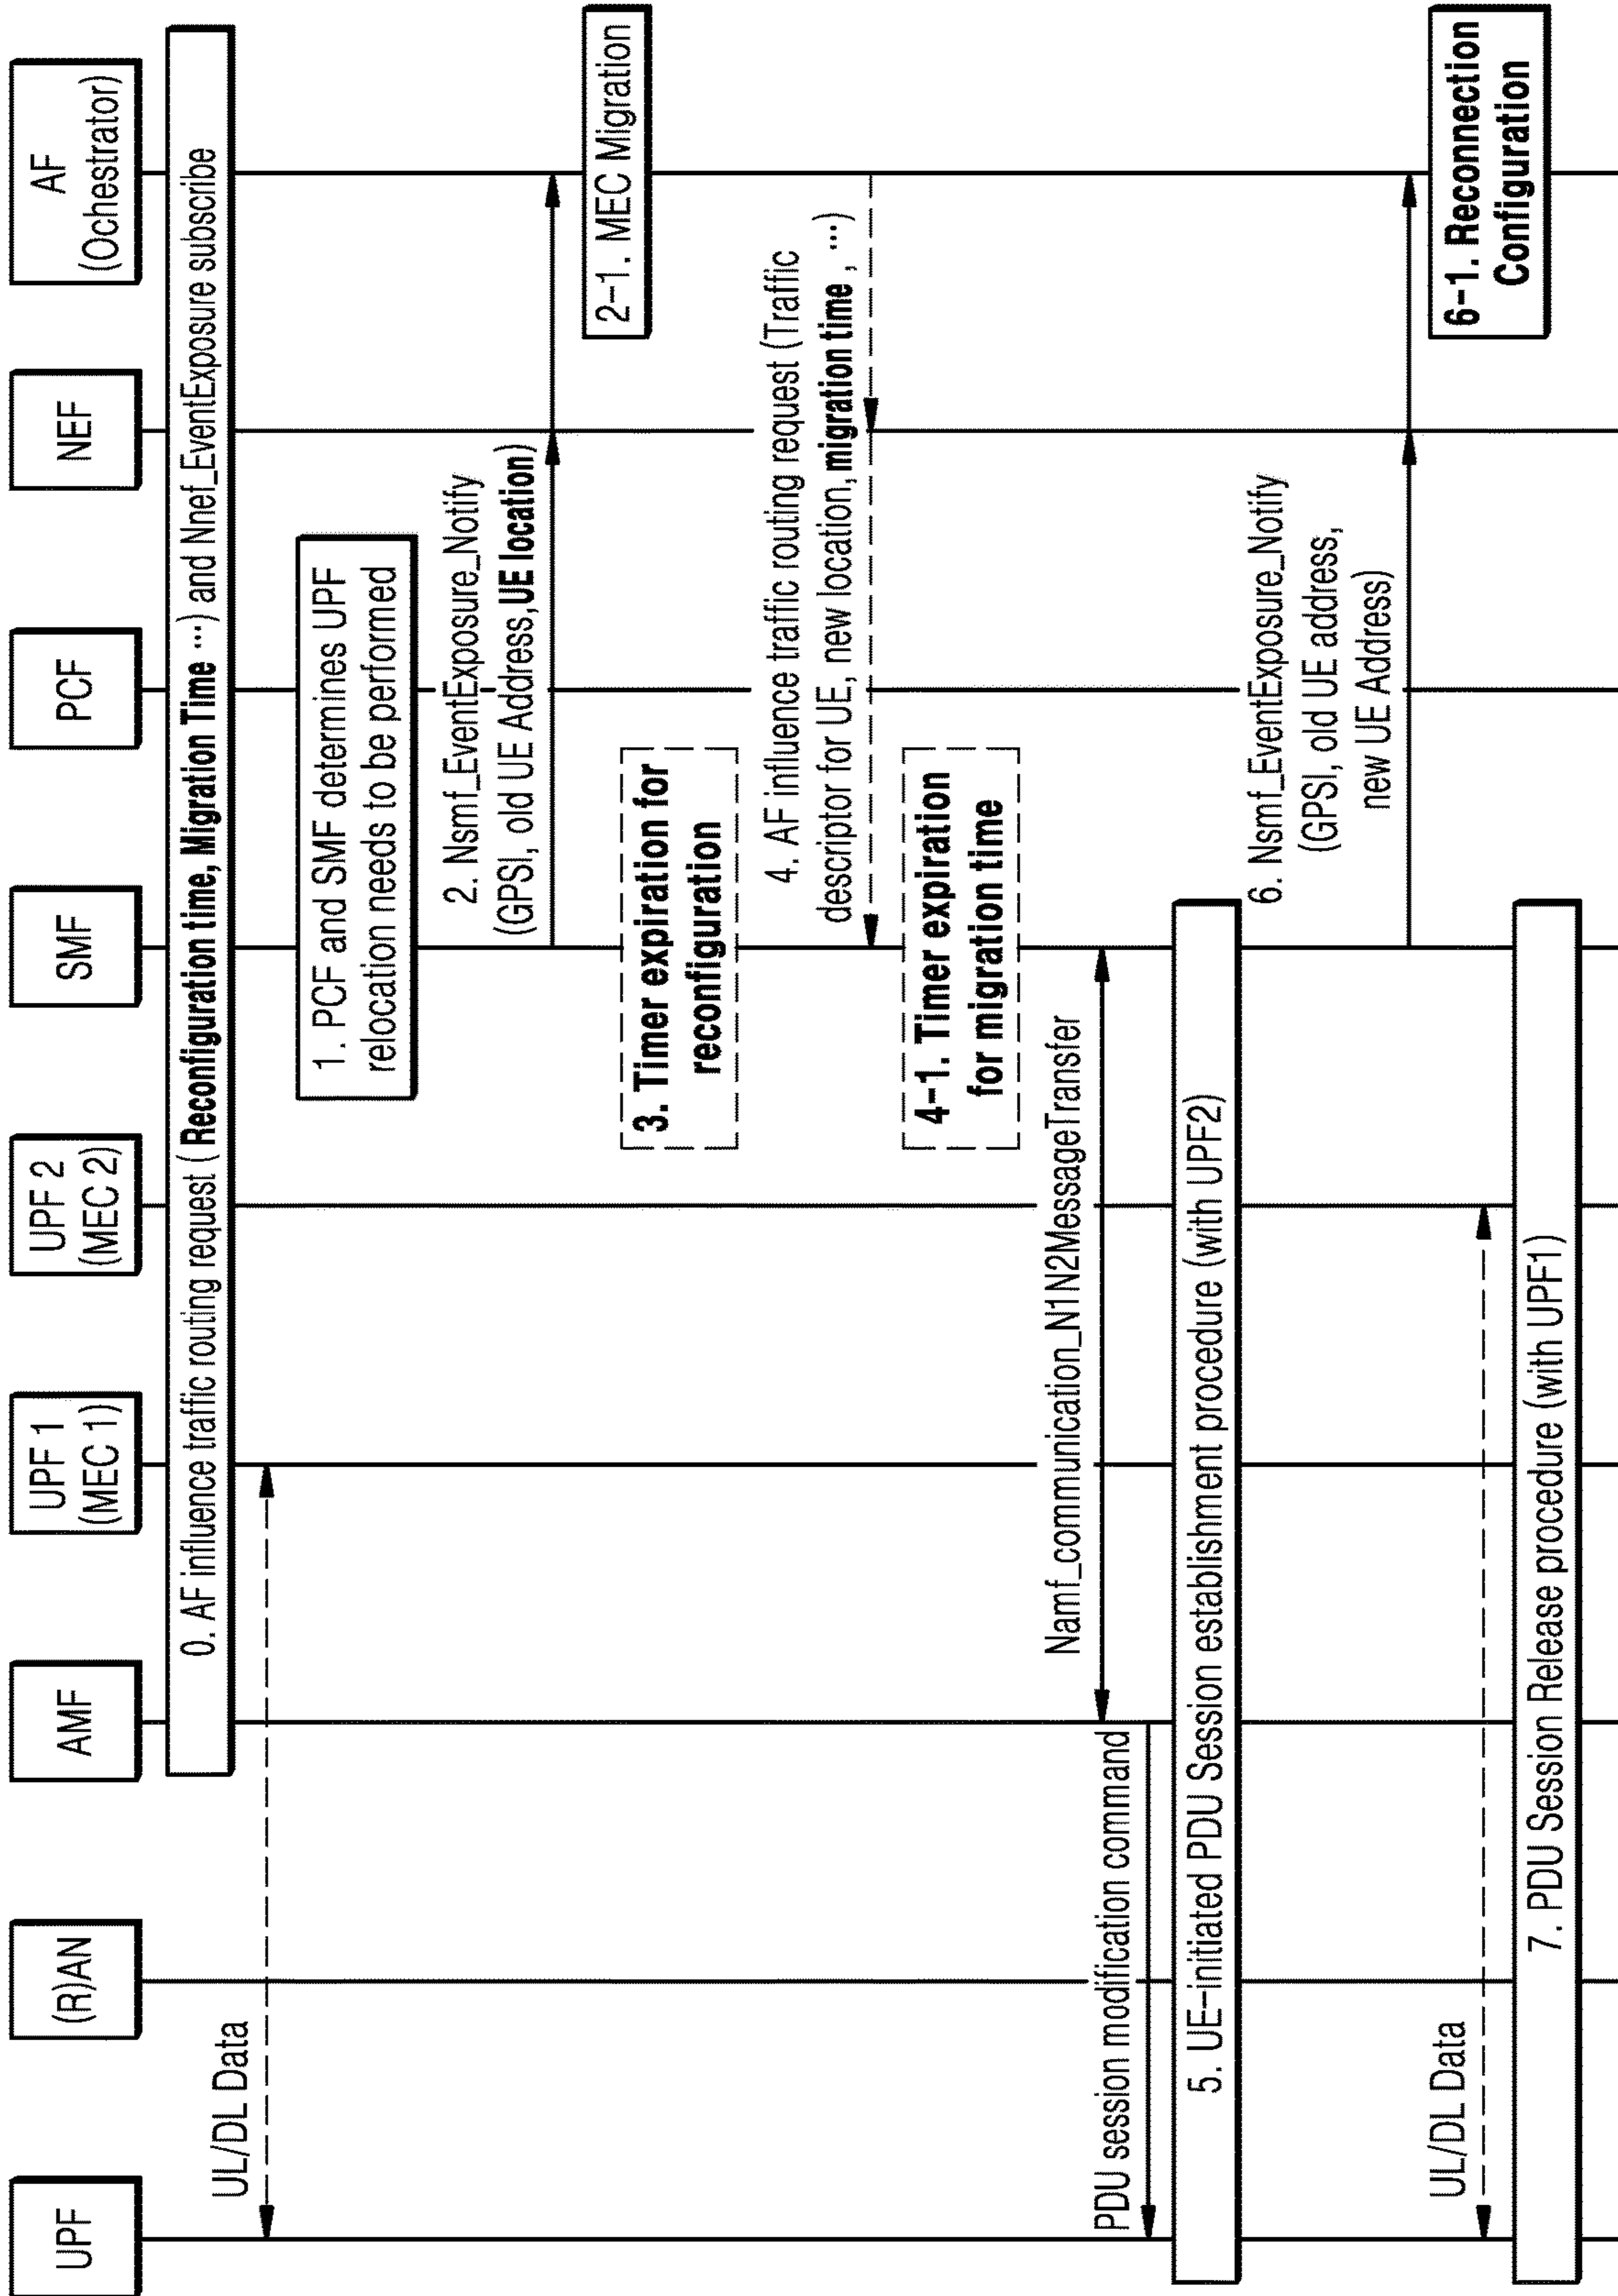 UPF
(R)AN
AMF
UPF 1
(MEC 1)
UPF 2
(MEC 2)
SMF
PCF
NEF
AF
(Ochestrator)
0. AF influence traffic routing request ( Reconfiguration time, Migration Time ···) and Nnef_EventExposure subscribe
UL/DL Data
1. PCF and SMF determines UPF
relocation needs to be performed
2. Nsmf_EventExposure_Notify
(GPSI, old UE Address, UE location)
2-1. MEC Migration
3. Timer expiration for
reconfiguration
4. AF influence traffic routing request (Traffic
descriptor for UE, new location, migration time , ···)
4-1. Timer expiration
for migration time
Namf_communication_N1N2MessageTransfer
PDU session modification command
5. UE-initiated PDU Session establishment procedure (with UPF2)
6. Nsmf_EventExposure_Notify
(GPSI, old UE address,
new UE Address)
6-1. Reconnection
Configuration
UL/DL Data
7. PDU Session Release procedure (with UPF1)